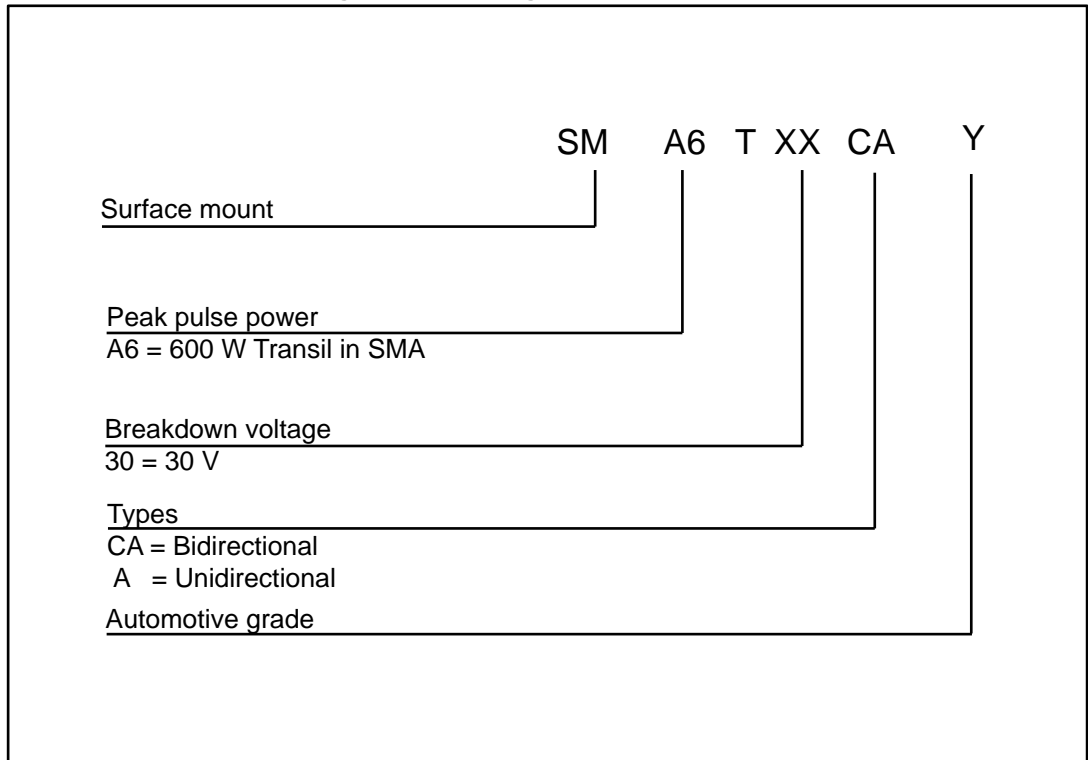 SM A6 T XX CA Y
Surface mount
Peak pulse power
A6 = 600 W Transil in SMA
Breakdown voltage
30 = 30 V
Types
CA = Bidirectional
A = Unidirectional
Automotive grade